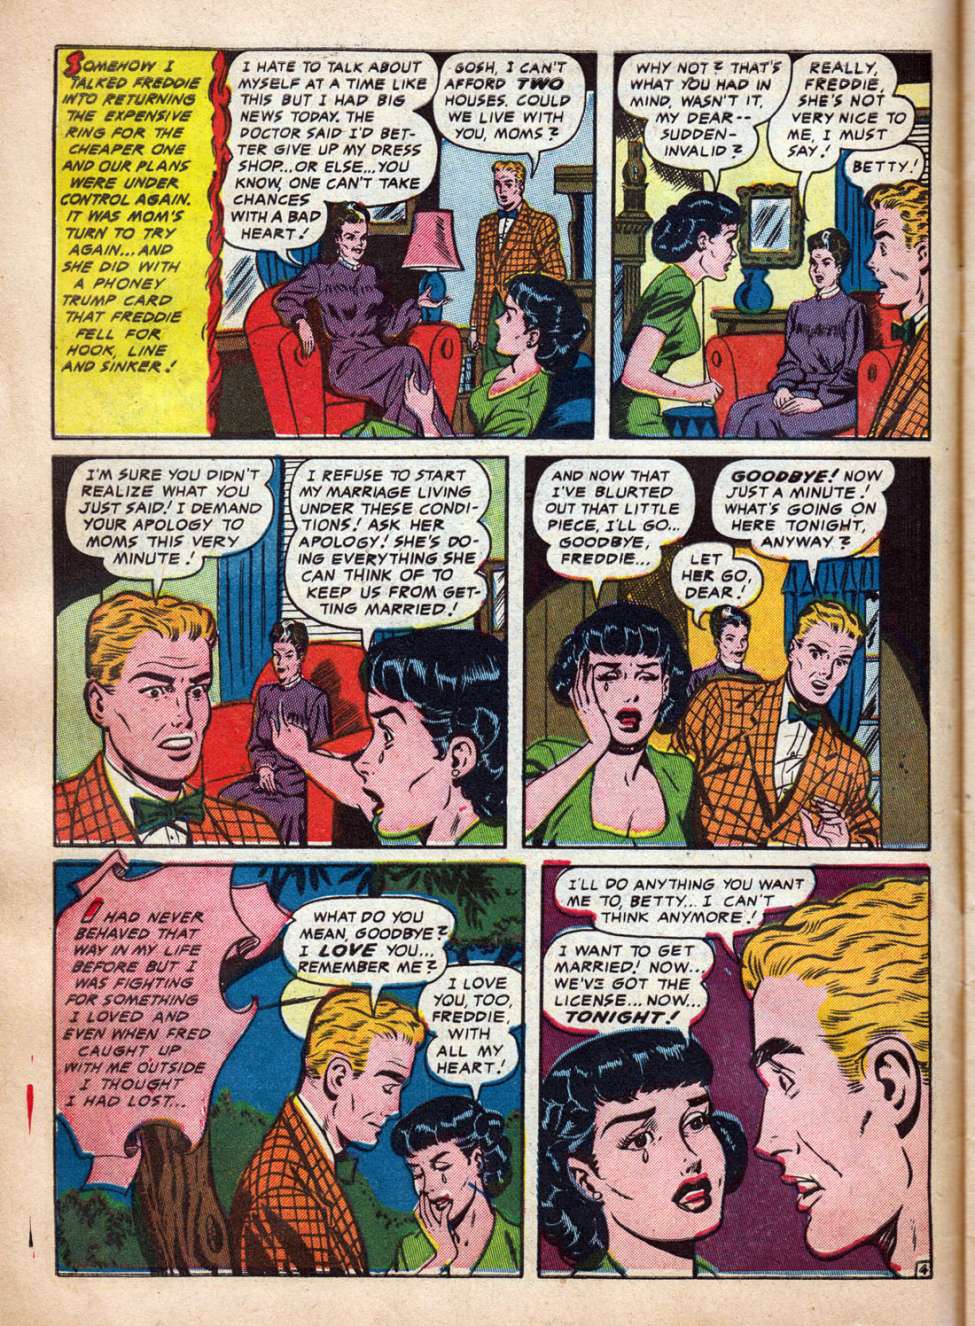 SOMEHOW I
TALKED FREDDIE
INTO RETURNING
THE EXPENSIVE
RING FOR THE
CHEAPER ONE
AND OUR PLANS
WERE UNDER
CONTROL AGAIN.
IT WAS MOM'S
TURN TO TRY
AGAIN...AND
SHE DID WITH
A PHONEY
TRUMP CARD
THAT FREDDIE
FELL FOR
HOOK, LINE
AND SINKER!
I HATE TO TALK ABOUT
MYSELF AT A TIME LIKE
THIS BUT I HAD BIG
NEWS TODAY. THE
DOCTOR SAID I'D BET-
TER GIVE UP MY DRESS
SHOP...OR ELSE...YOU
KNOW, ONE CAN'T TAKE
CHANCES
WITH A BAD
HEART!
GOSH, I CAN'T
AFFORD TWO
HOUSES. COULD
WE LIVE WITH
YOU, MOMS?
WHY NOT? THAT'S
WHAT YOU HAD IN
MIND, WASN'T IT,
MY DEAR--
SUDDEN-
INVALID?
REALLY,
FREDDIE,
SHE'S NOT
VERY NICE TO
ME, I MUST
SAY!
BETTY!
I'M SURE YOU DIDN'T
REALIZE WHAT YOU
JUST SAID! I DEMAND
YOUR APOLOGY TO
MOMS THIS VERY
MINUTE!
I REFUSE TO START
MY MARRIAGE LIVING
UNDER THESE CONDI-
TIONS! ASK HER
APOLOGY! SHE'S DO-
ING EVERYTHING SHE
CAN THINK OF TO
KEEP US FROM GET-
TING MARRIED!
AND NOW THAT
I'VE BLURTED
OUT THAT LITTLE
PIECE, I'LL GO...
GOODBYE,
FREDDIE...
LET
HER GO,
DEAR!
GOODBYE! NOW
JUST A MINUTE!
WHAT'S GOING ON
HERE TONIGHT,
ANYWAY?
I HAD NEVER
BEHAVED THAT
WAY IN MY LIFE
BEFORE BUT I
WAS FIGHTING
FOR SOMETHING
I LOVED AND
EVEN WHEN FRED
CAUGHT UP
WITH ME OUTSIDE
I THOUGHT
I HAD LOST...
WHAT DO YOU
MEAN, GOODBYE?
I LOVE YOU...
REMEMBER ME?
I LOVE
YOU, TOO,
FREDDIE,
WITH
ALL MY
HEART!
I'LL DO ANYTHING YOU WANT
ME TO, BETTY... I CAN'T
THINK ANYMORE!
I WANT TO GET
MARRIED! NOW...
WE'VE GOT THE
LICENSE...NOW...
TONIGHT!
4